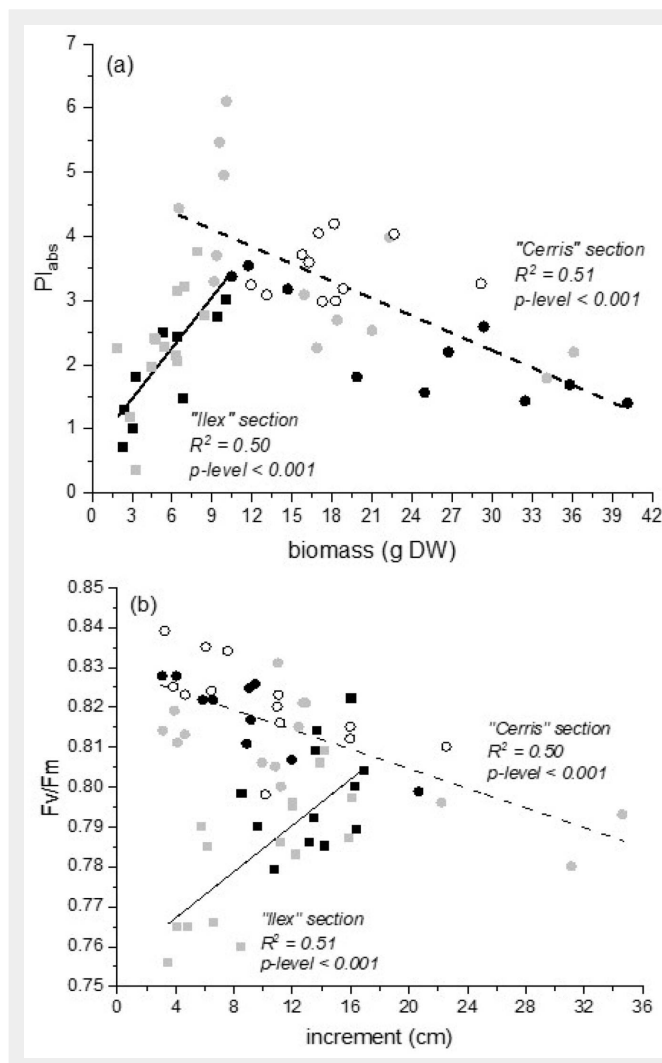 (a)
7
6
5
4
3
2
1
0
PIabs
"Cerris" section
R² = 0.51
p-level < 0.001
"Ilex" section
R² = 0.50
p-level < 0.001
0 3 6 9 12 15 18 21 24 27 30 33 36 39 42
biomass (g DW)
(b)
0.85
0.84
0.83
0.82
0.81
0.80
0.79
0.78
0.77
0.76
0.75
Fv/Fm
"Cerris" section
R² = 0.50
p-level < 0.001
"Ilex" section
R² = 0.51
p-level < 0.001
0 4 8 12 16 20 24 28 32 36
increment (cm)